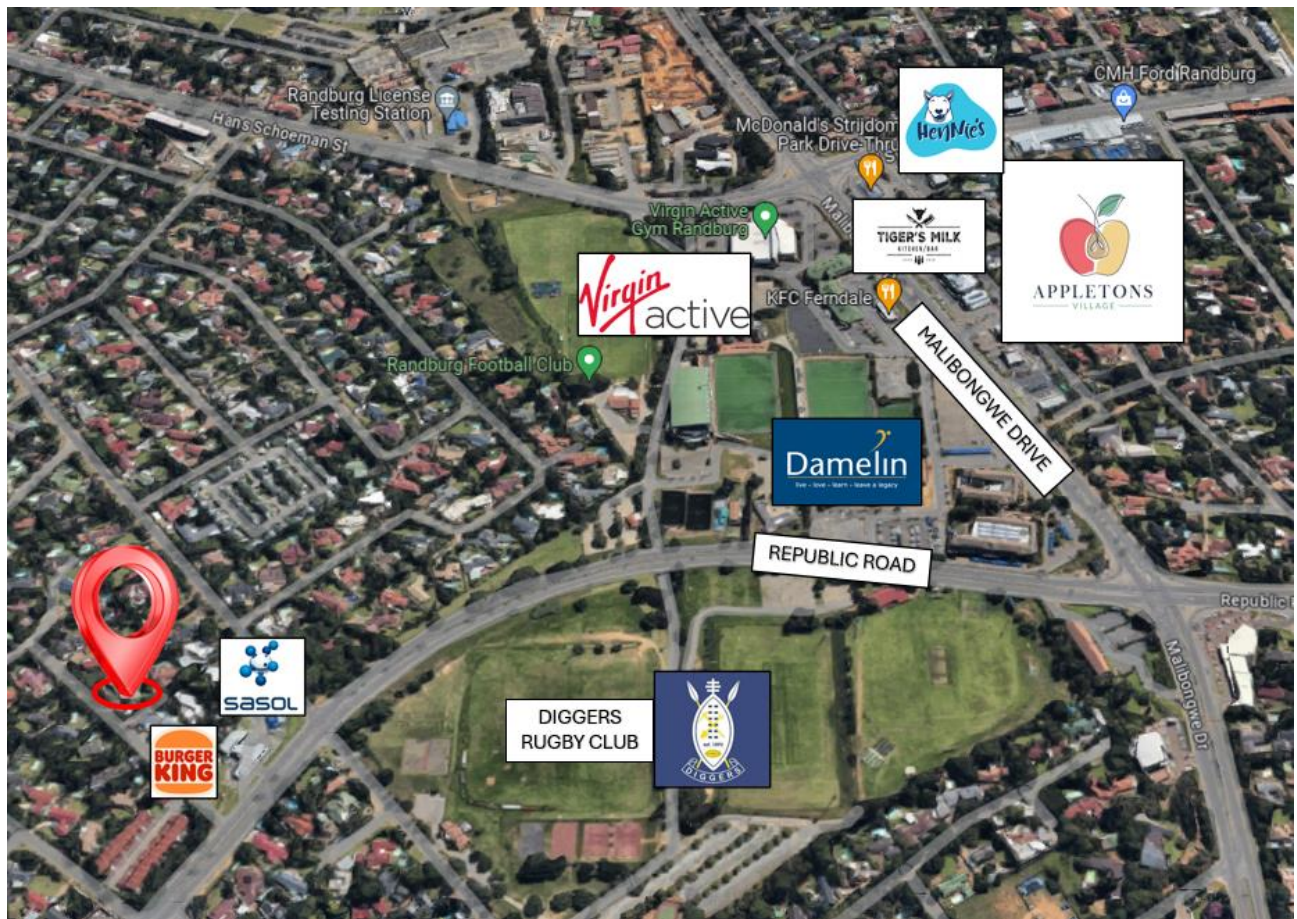 CMH Ford Randburg
Randburg License
Testing Station
Hans Schoeman St
HeNNie's
McDonald's Strijdom
Park Drive-Thru
Virgin Active
Gym Randburg
TIGER'S MILK
KITCHEN/BAR
APPLETONS
VILLAGE
Virgin
active
KFC Ferndale
MALIBONGWE DRIVE
Randburg Football Club
Damelin
live – love – learn – leave a legacy
REPUBLIC ROAD
Republic
Malibongwe Dr
sasol
DIGGERS
RUGBY CLUB
DIGGERS
BURGER
KING